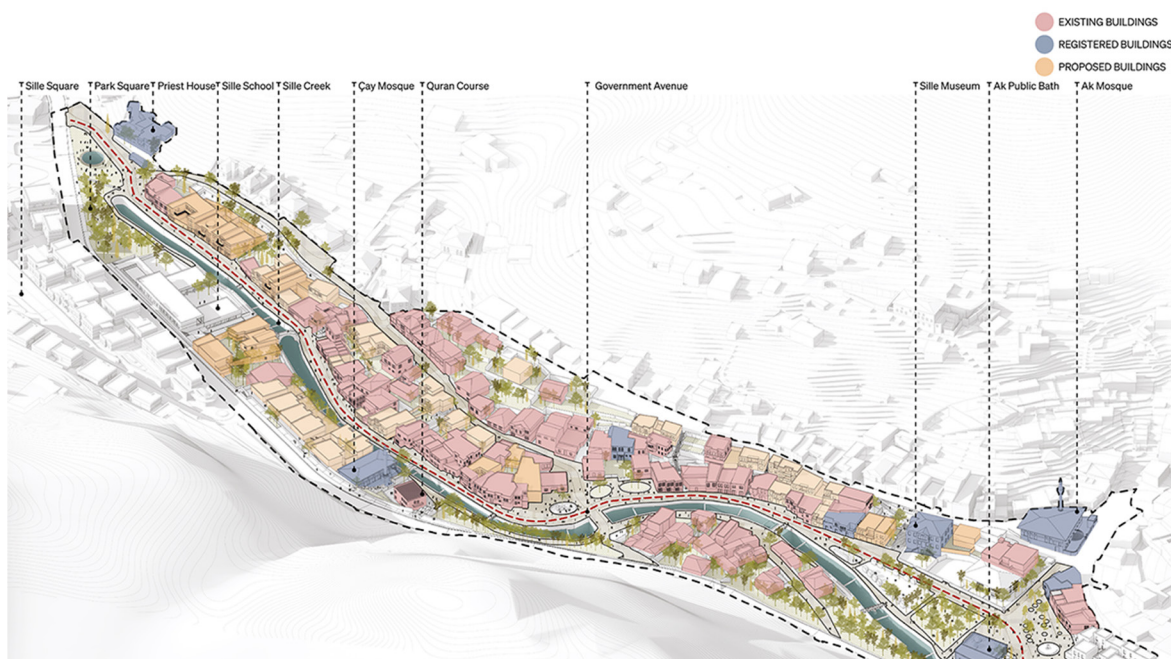 EXISTING BUILDINGS
REGISTERED BUILDINGS
PROPOSED BUILDINGS
Sille Square
Park Square
Priest House
Sille School
Sille Creek
Çay Mosque
Quran Course
Government Avenue
Sille Museum
Ak Public Bath
Ak Mosque